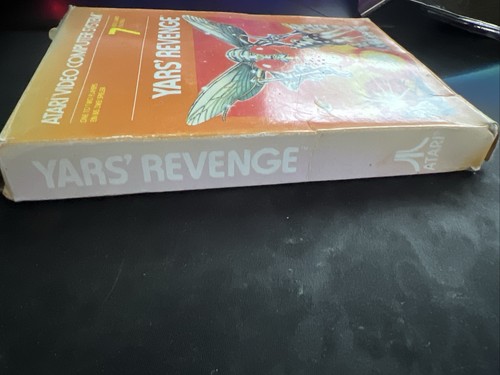 ATARI VIDEO COMPUTER SYSTEM
7
YARS' REVENGE
YARS' REVENGE
ATARI